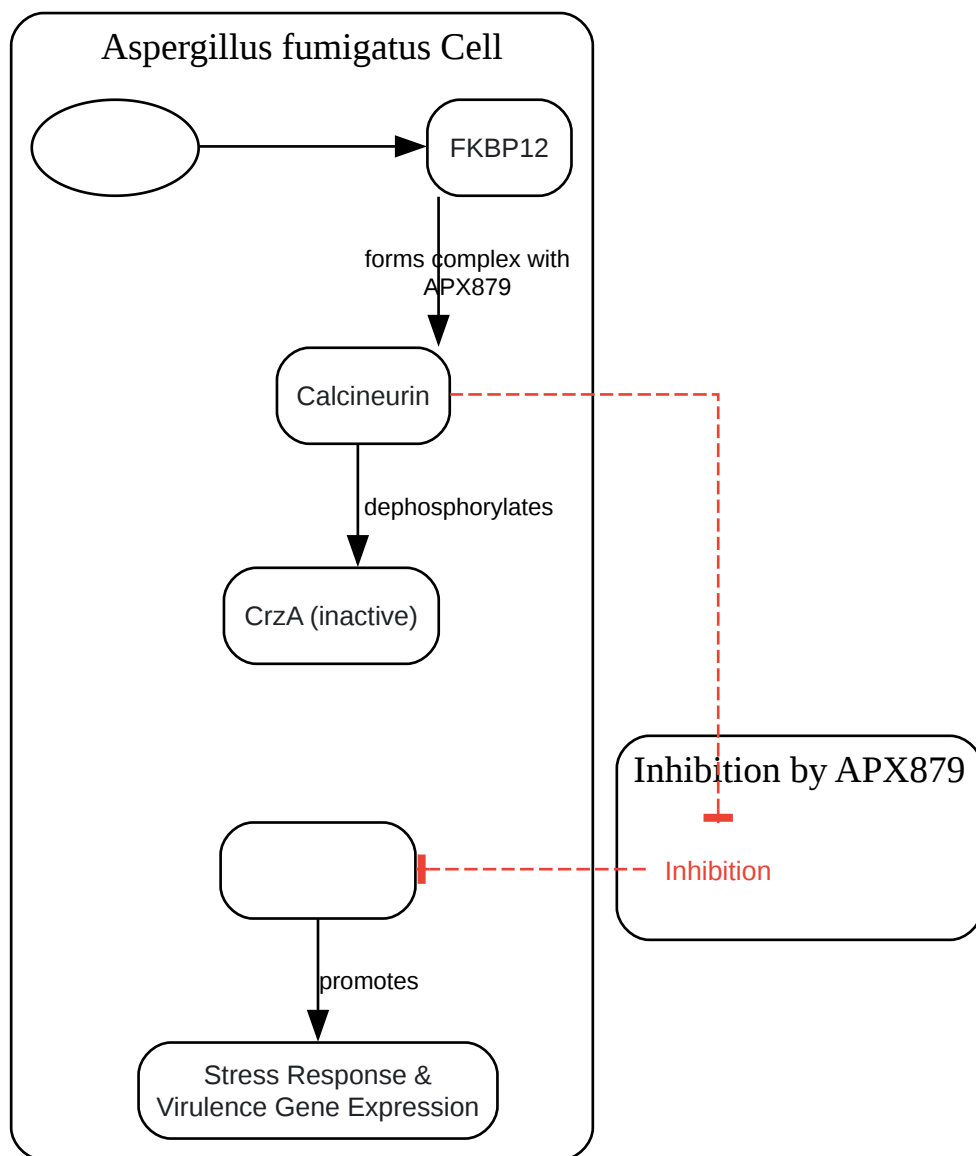 Aspergillus fumigatus Cell
FKBP12
forms complex with
APX879
Calcineurin
dephosphorylates
CrzA (inactive)
Inhibition by APX879
Inhibition
promotes
Stress Response &
Virulence Gene Expression